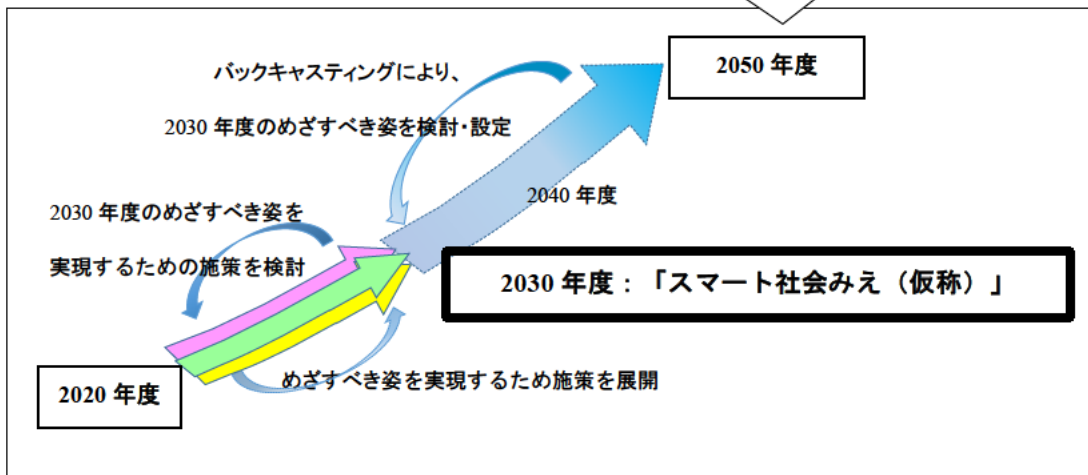 2050 年度
バックキャスティングにより、
2030 年度のめざすべき姿を検討・設定
2040 年度
2030 年度のめざすべき姿を
実現するための施策を検討
2030 年度：「スマート社会みえ（仮称）」
めざすべき姿を実現するため施策を展開
2020 年度